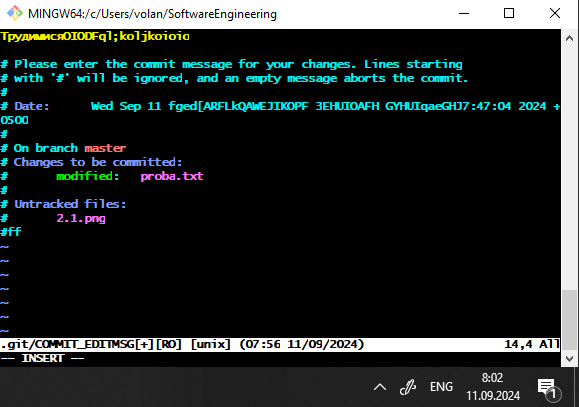 MINGW64:/c/Users/volan/SoftwareEngineering
ТрудимисяOIODFql;koljkoioio
# Please enter the commit message for your changes. Lines starting
# with '#' will be ignored, and an empty message aborts the commit.
#
# Date:      Wed Sep 11 fged[ARFLkQAWEJIKOPF 3EHUIOAFH GYHUIqaeGHJ7:47:04 2024 +
0500
#
# On branch master
# Changes to be committed:
#       modified:   proba.txt
#
# Untracked files:
#       2.1.png
#ff
~
~
~
~
~
~
~
.git/COMMIT_EDITMSG[+][RO] [unix] (07:56 11/09/2024) 14,4 All
-- INSERT --
ENG
8:02
11.09.2024
1